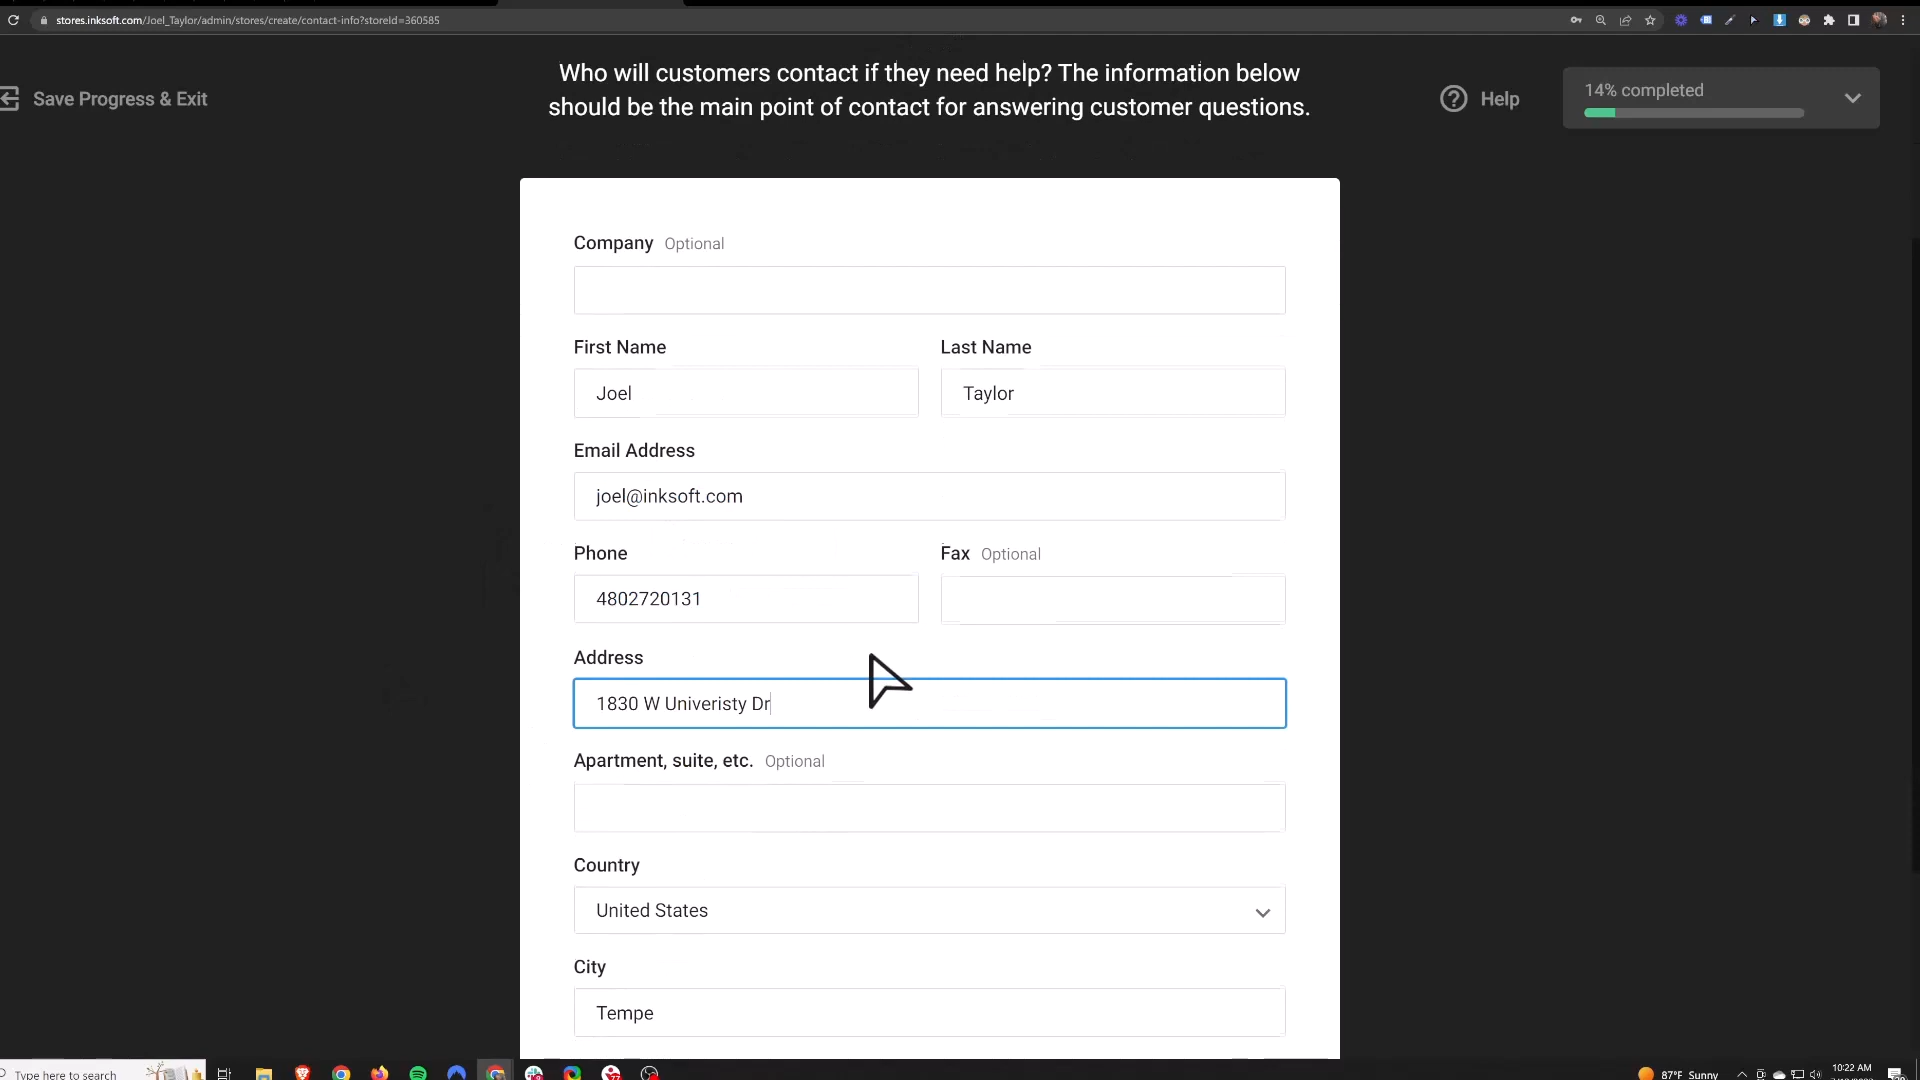 stores.inksoft.com/Joel_Taylor/admin/stores/create/contact-info?storeId=360585
Who will customers contact if they need help? The information below
should be the main point of contact for answering customer questions.
Save Progress & Exit
Help
14% completed
Company Optional
First Name
Last Name
Joel
Taylor
Email Address
joel@inksoft.com
Phone
Fax Optional
4802720131
Address
1830 W Univeristy Dr
Apartment, suite, etc. Optional
Country
United States
City
Tempe
Type here to search
87°F Sunny
10:22 AM